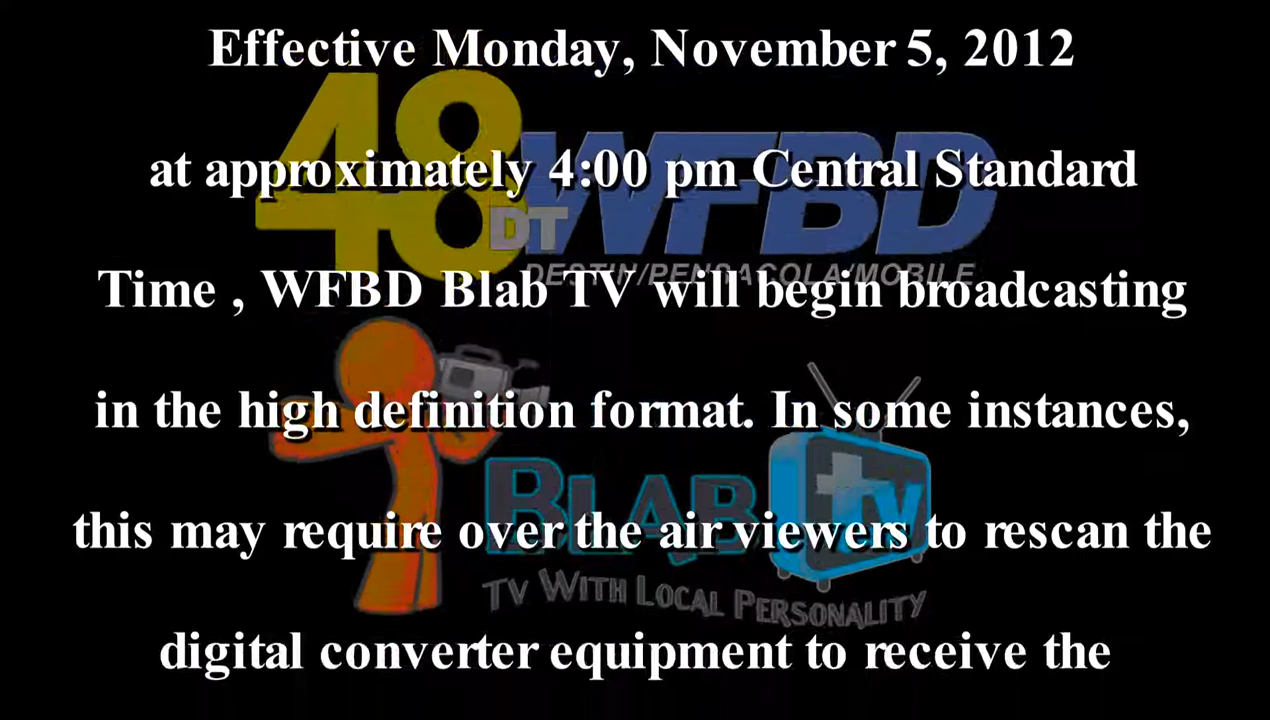 Effective Monday, November 5, 2012
48
at approximately 4:00 pm Central Standard
DT WFBD
DESTIN/PENSACOLA/MOBILE
Time , WFBD Blab TV will begin broadcasting
in the high definition format. In some instances,
BLAB TV
this may require over the air viewers to rescan the
TV WITH LOCAL PERSONALITY
digital converter equipment to receive the